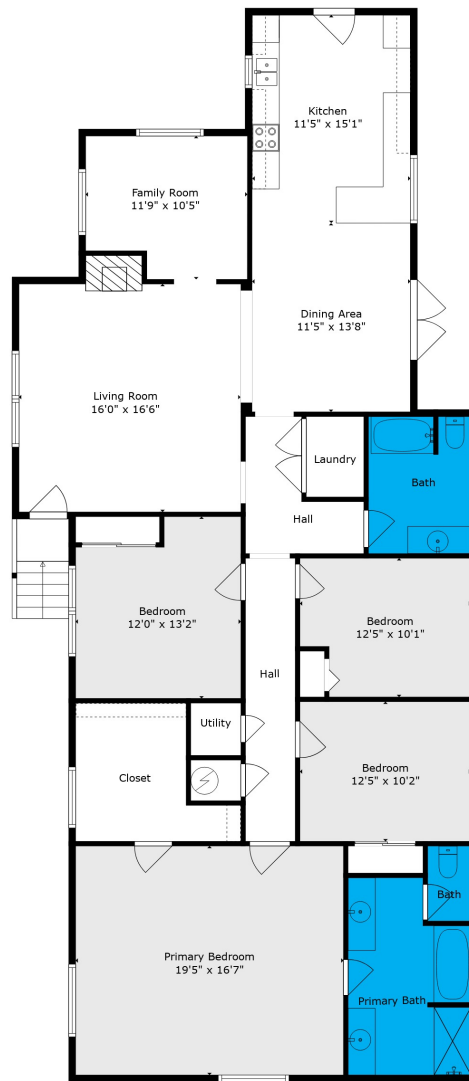 Kitchen
11'5" x 15'1"
Family Room
11'9" x 10'5"
Dining Area
11'5" x 13'8"
Living Room
16'0" x 16'6"
Laundry
Bath
Hall
Bedroom
12'0" x 13'2"
Bedroom
12'5" x 10'1"
Hall
Utility
Closet
Bedroom
12'5" x 10'2"
Bath
Primary Bedroom
19'5" x 16'7"
Primary Bath